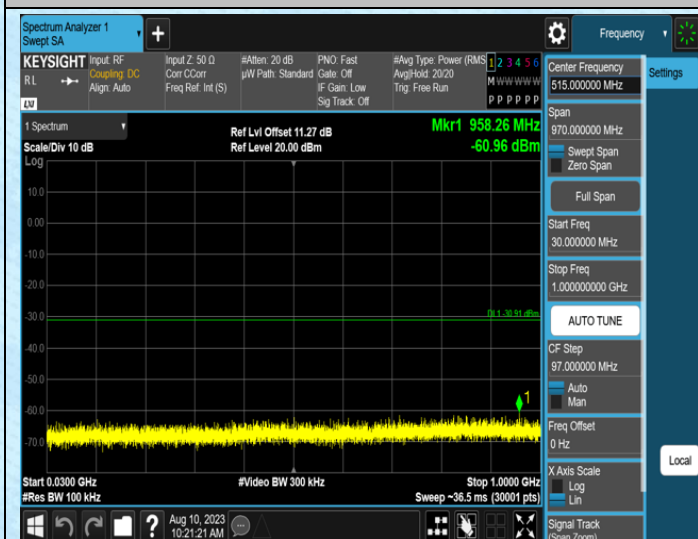 Spectrum Analyzer 1
Swept SA
Frequency
KEYSIGHT
R L
LXI
Input: RF
Coupling: DC
Align: Auto
Input Z: 50 Ω
Corr CCorr
Freq Ref: Int (S)
#Atten: 20 dB
µW Path: Standard
PNO: Fast
Gate: Off
IF Gain: Low
Sig Track: Off
#Avg Type: Power (RMS
Avg|Hold: 20/20
Trig: Free Run
1 2 3 4 5 6
M W W W W W
P P P P P P
1 Spectrum
Scale/Div 10 dB
Log
Ref Lvl Offset 11.27 dB
Ref Level 20.00 dBm
Mkr1 958.26 MHz
-60.96 dBm
10.0
0.00
-10.0
-20.0
-30.0
DL1 -30.91 dBm
-40.0
-50.0
-60.0
1
-70.0
Start 0.0300 GHz
#Res BW 100 kHz
#Video BW 300 kHz
Stop 1.0000 GHz
Sweep ~36.5 ms (30001 pts)
Aug 10, 2023
10:21:21 AM
Center Frequency
515.000000 MHz
Span
970.000000 MHz
Swept Span
Zero Span
Full Span
Start Freq
30.000000 MHz
Stop Freq
1.000000000 GHz
AUTO TUNE
CF Step
97.000000 MHz
Auto
Man
Freq Offset
0 Hz
X Axis Scale
Log
Lin
Signal Track
(Span Zoom)
Settings
Local